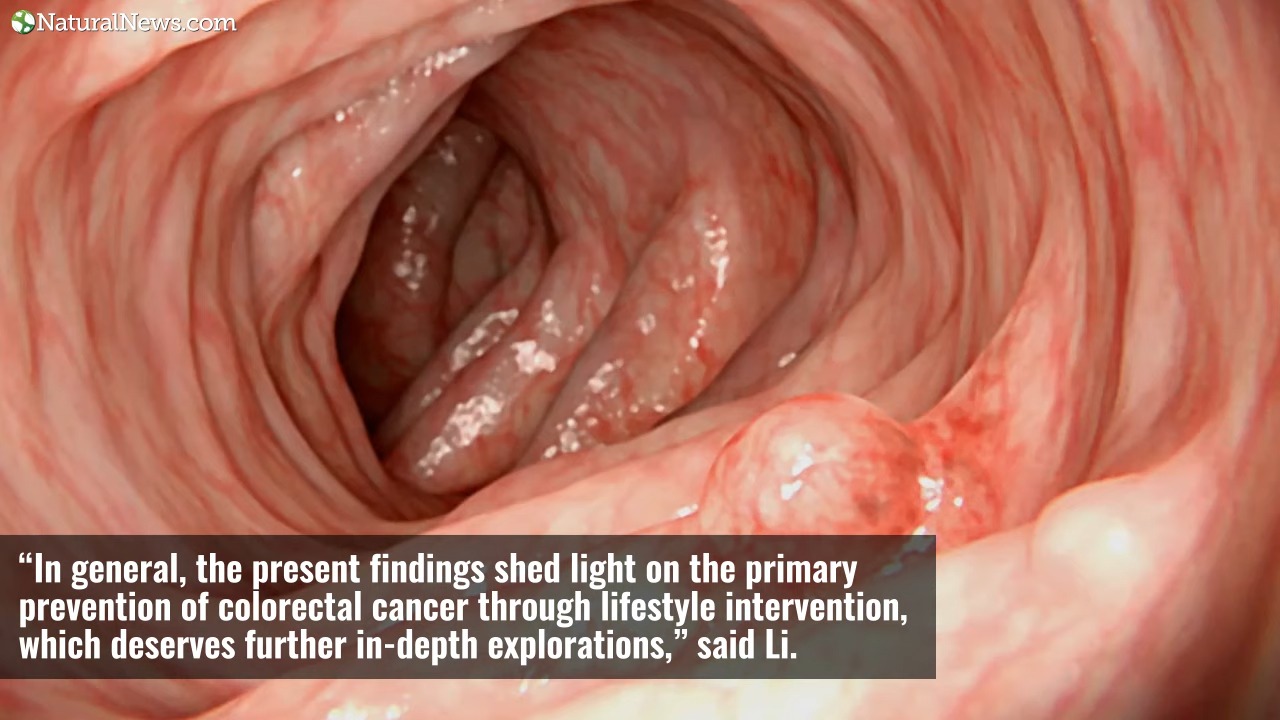 NaturalNews.com
“In general, the present findings shed light on the primary
prevention of colorectal cancer through lifestyle intervention,
which deserves further in-depth explorations,” said Li.